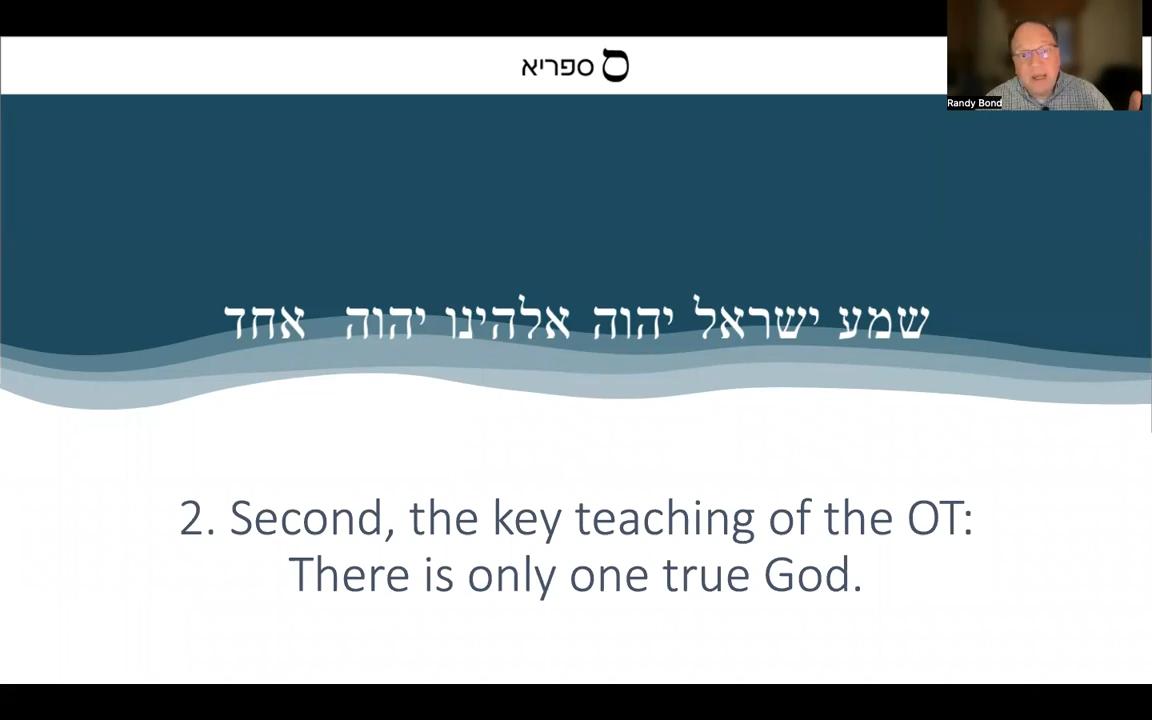 ספריא
Randy Bond
שמע ישראל יהוה אלהינו יהוה אחד
2. Second, the key teaching of the OT:
There is only one true God.